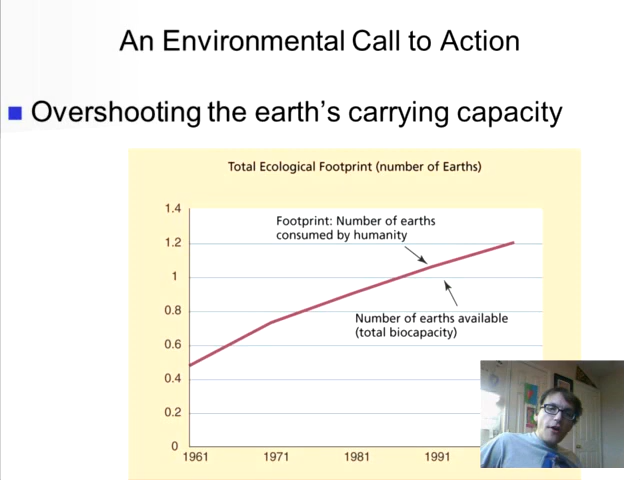 An Environmental Call to Action
Overshooting the earth's carrying capacity
Total Ecological Footprint (number of Earths)
1.4
Footprint: Number of earths
consumed by humanity
1.2
1
0.8
Number of earths available
(total biocapacity)
0.6
0.4
0.2
0
1961 1971 1981 1991